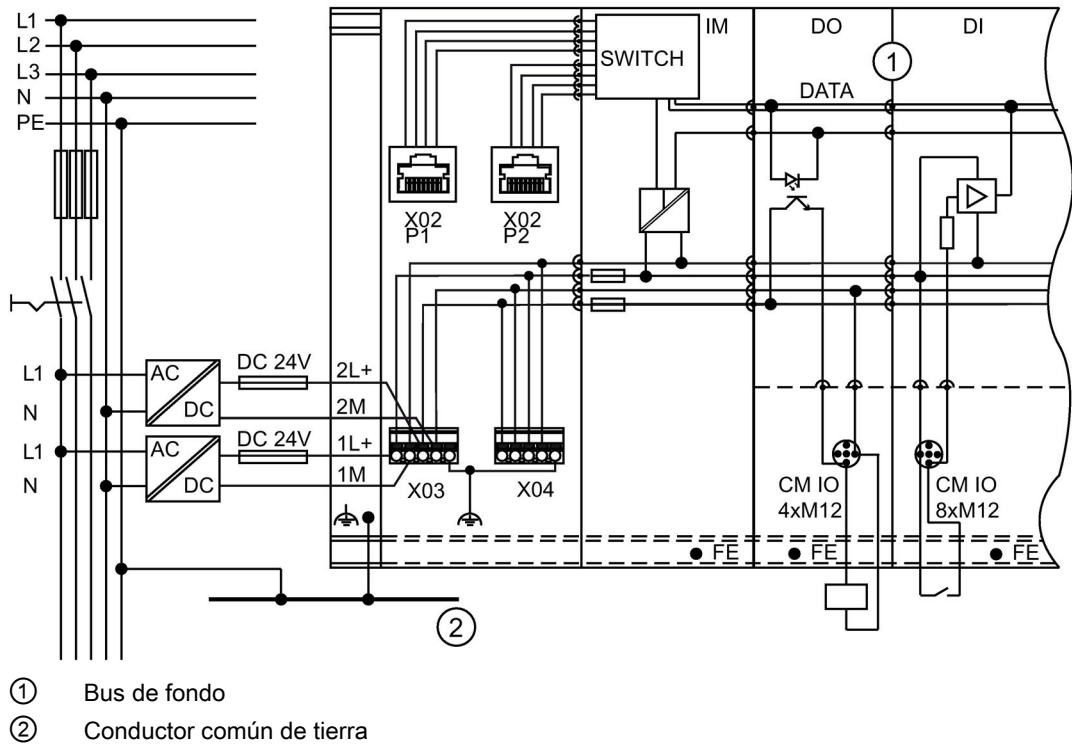 L1
L2
L3
N
PE
IM
DO
DI
SWITCH
1
DATA
X02
P1
X02
P2
L1
N
L1
N
AC
DC
AC
DC
DC 24V
DC 24V
2L+
2M
1L+
1M
X03
X04
CM IO
4xM12
CM IO
8xM12
FE
FE
FE
2
1 Bus de fondo
2 Conductor común de tierra